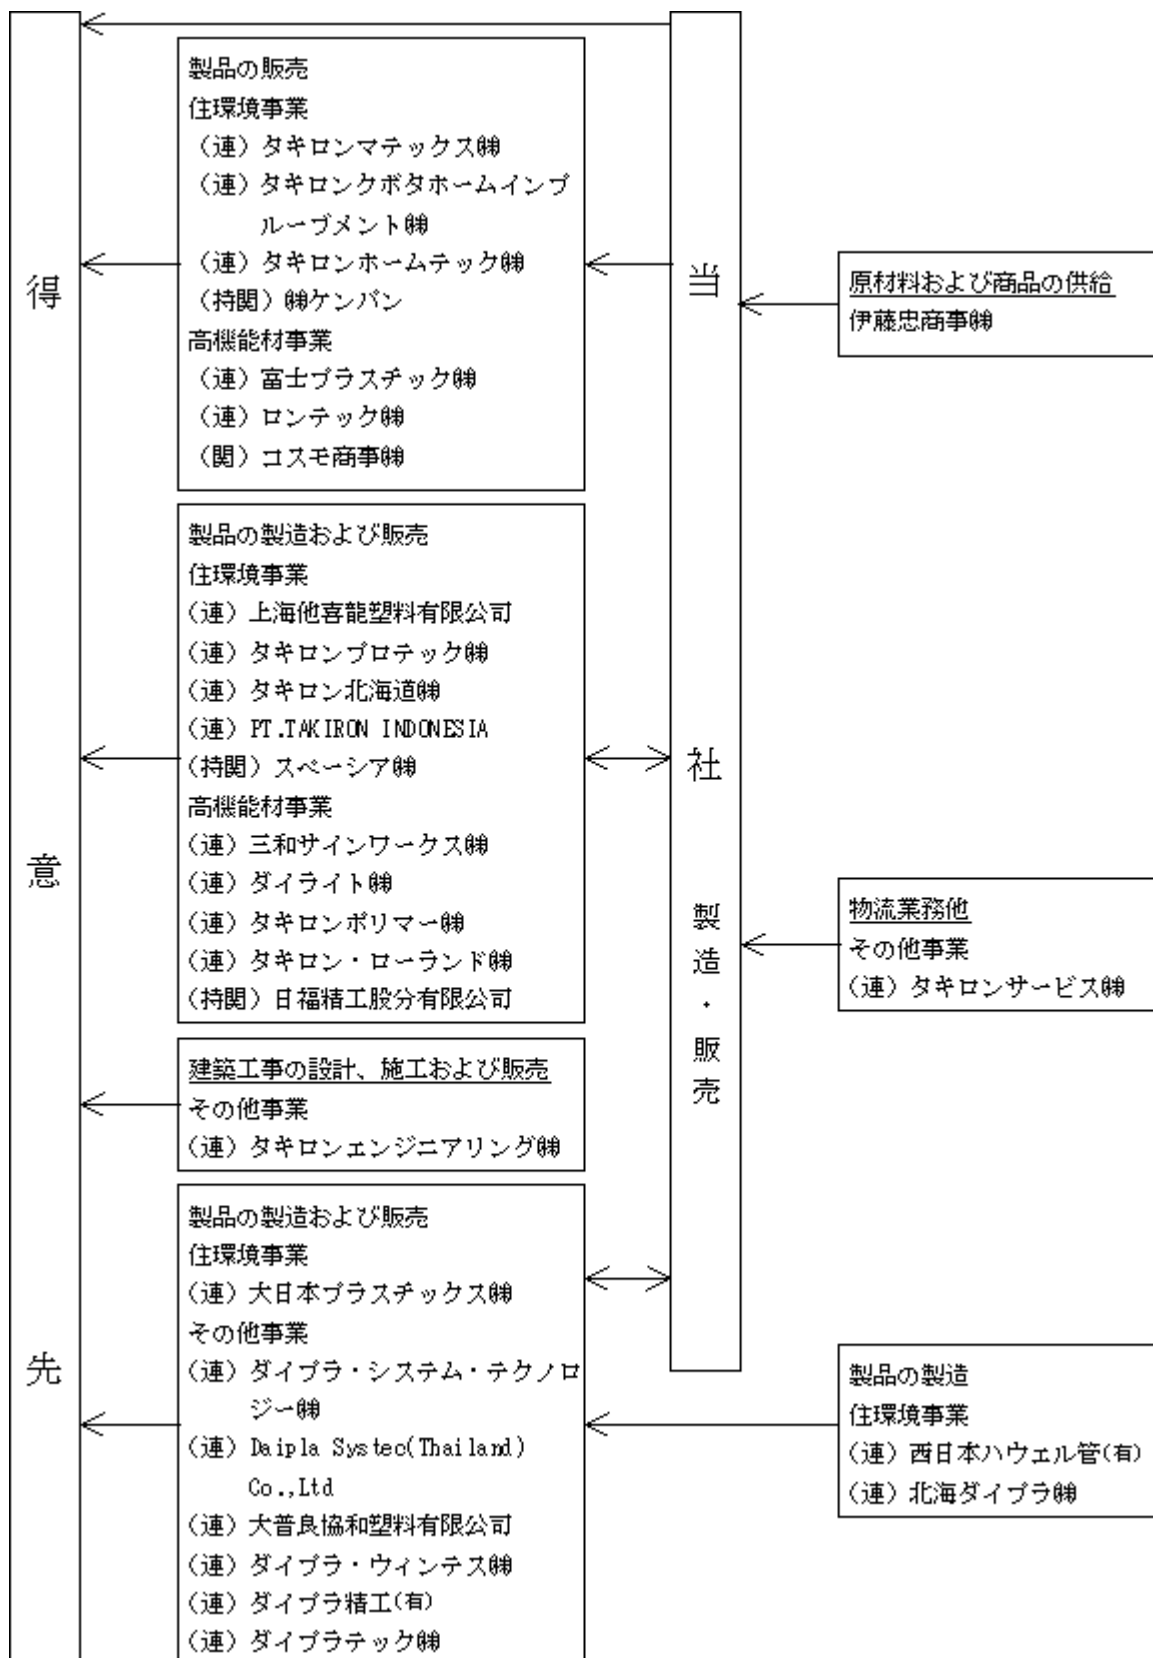 得
意
先
製品の販売
住環境事業
(連) タキロンマテックス㈱
(連) タキロンクボタホームインプ
ルーブメント㈱
(連) タキロンホームテック㈱
(持関) ㈱ケンパン
高機能材事業
(連) 富士プラスチック㈱
(連) ロンテック㈱
(関) コスモ商事㈱
製品の製造および販売
住環境事業
(連) 上海他喜龍塑料有限公司
(連) タキロンプロテック㈱
(連) タキロン北海道㈱
(連) PT.TAKIRON INDONESIA
(持関) スペーシア㈱
高機能材事業
(連) 三和サインワークス㈱
(連) ダイライト㈱
(連) タキロンポリマー㈱
(連) タキロン・ローランド㈱
(持関) 日福精工股分有限公司
建築工事の設計、施工および販売
その他事業
(連) タキロンエンジニアリング㈱
製品の製造および販売
住環境事業
(連) 大日本プラスチックス㈱
その他事業
(連) ダイプラ・システム・テクノロ
ジー㈱
(連) Daipla Systec(Thailand)
Co.,Ltd
(連) 大普良協和塑料有限公司
(連) ダイプラ・ウィンテス㈱
(連) ダイプラ精工(有)
(連) ダイプラテック㈱
当
社
製
造
・
販
売
原材料および商品の供給
伊藤忠商事㈱
物流業務他
その他事業
(連) タキロンサービス㈱
製品の製造
住環境事業
(連) 西日本ハウエル管(有)
(連) 北海ダイプラ㈱